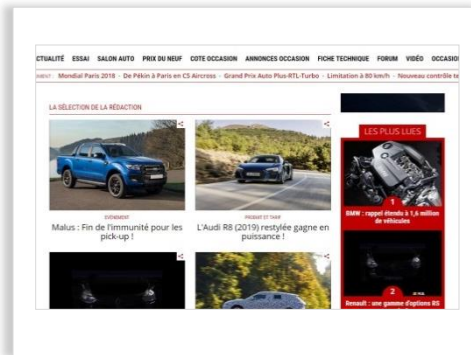 CTUALITÉ ESSAI SALON AUTO PRIX DU NEUF COTE OCCASION ANNONCES OCCASION FICHE TECHNIQUE FORUM VIDÉO OCCASIO
MENT : Mondial Paris 2018 - De Pékin à Paris en C5 Aircross - Grand Prix Auto Plus-RTL-Turbo - Limitation à 80 km/h - Nouveau contrôle te
LA SÉLECTION DE LA RÉDACTION
LES PLUS LUES
ÉVÉNEMENT
Malus : Fin de l'immunité pour les
pick-up !
PRODUIT ET TARIF
L'Audi R8 (2019) restylée gagne en
puissance !
1
BMW : rappel étendu à 1,6 million
de véhicules
2
Renault : une gamme d'options RS